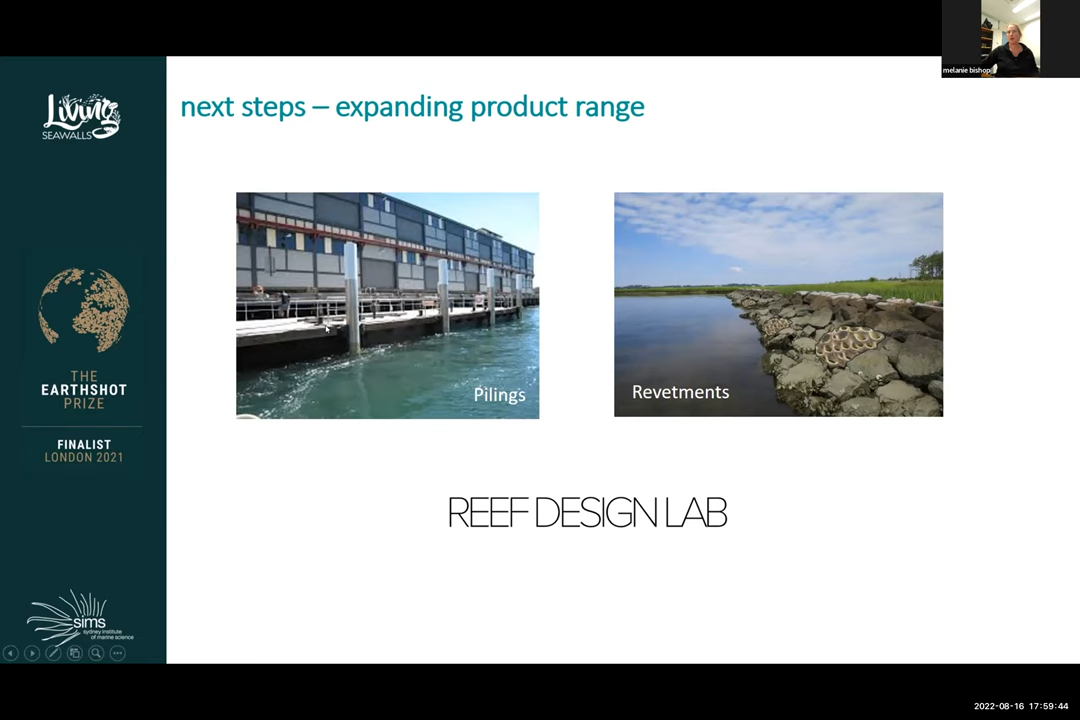 melanie bishop
Living
SEAWALLS
next steps – expanding product range
Pilings
Revetments
THE
EARTHSHOT
PRIZE
FINALIST
LONDON 2021
REEF DESIGN LAB
sims
sydney institute
of marine science
2022-08-16 17:59:44